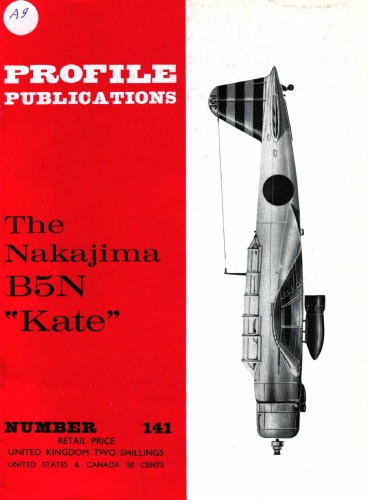 A9
PROFILE
PUBLICATIONS
The
Nakajima
B5N
"Kate"
NUMBER 141
RETAIL PRICE
UNITED KINGDOM TWO SHILLINGS
UNITED STATES & CANADA 50 CENTS